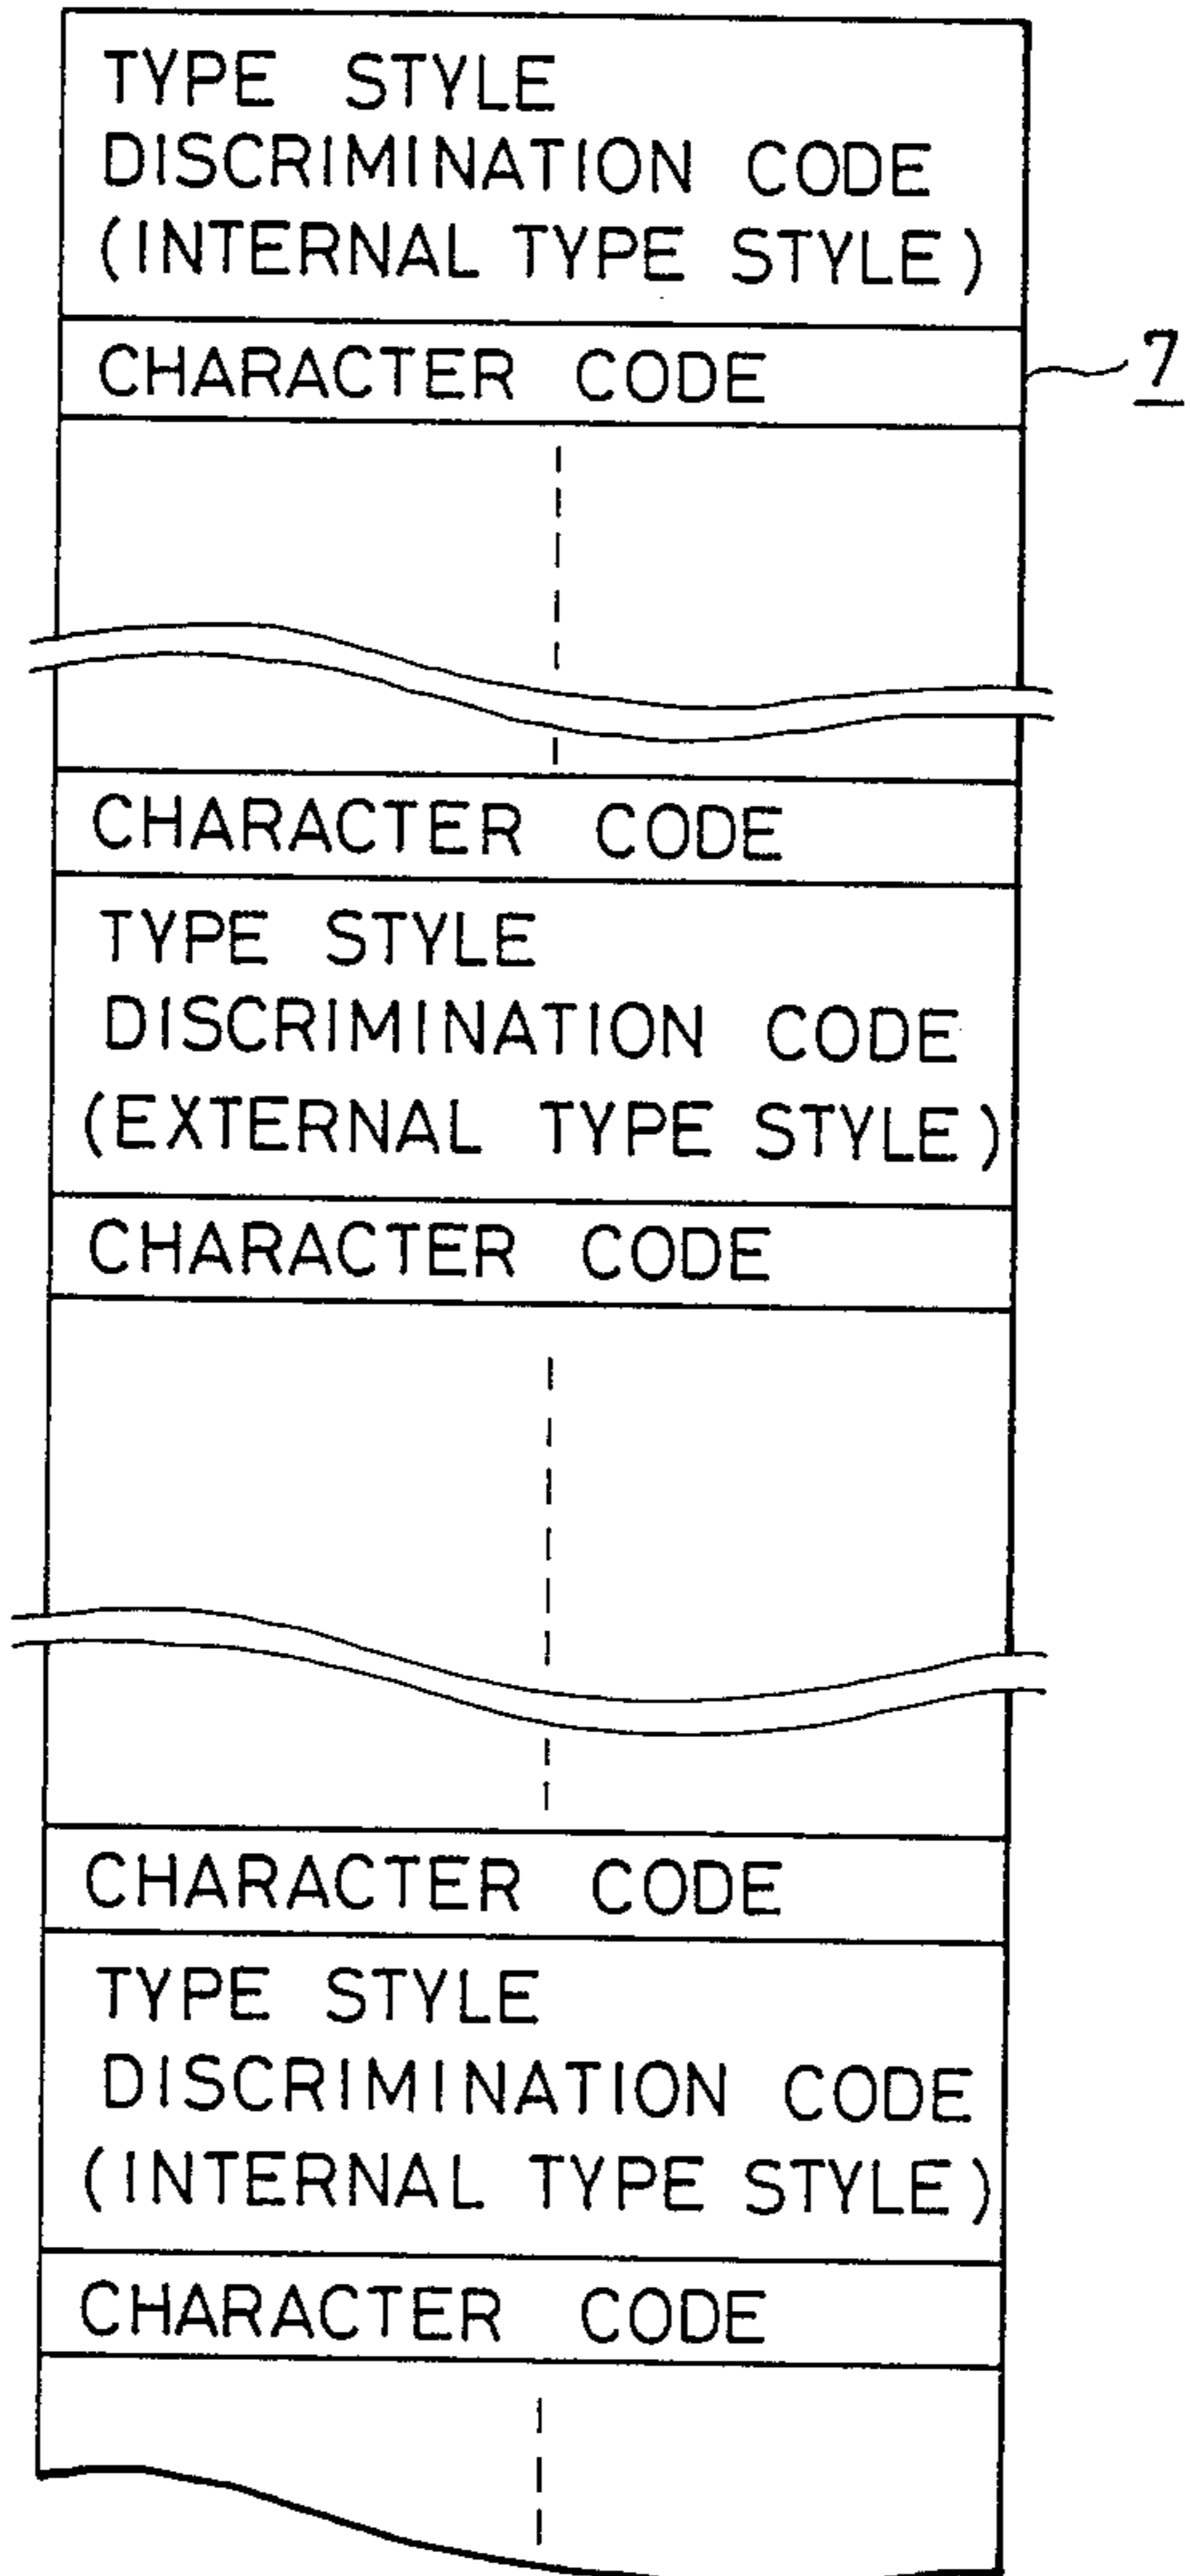 TYPE STYLE
DISCRIMINATION CODE
(INTERNAL TYPE STYLE)
CHARACTER CODE
7
CHARACTER CODE
TYPE STYLE
DISCRIMINATION CODE
(EXTERNAL TYPE STYLE)
CHARACTER CODE
CHARACTER CODE
TYPE STYLE
DISCRIMINATION CODE
(INTERNAL TYPE STYLE)
CHARACTER CODE